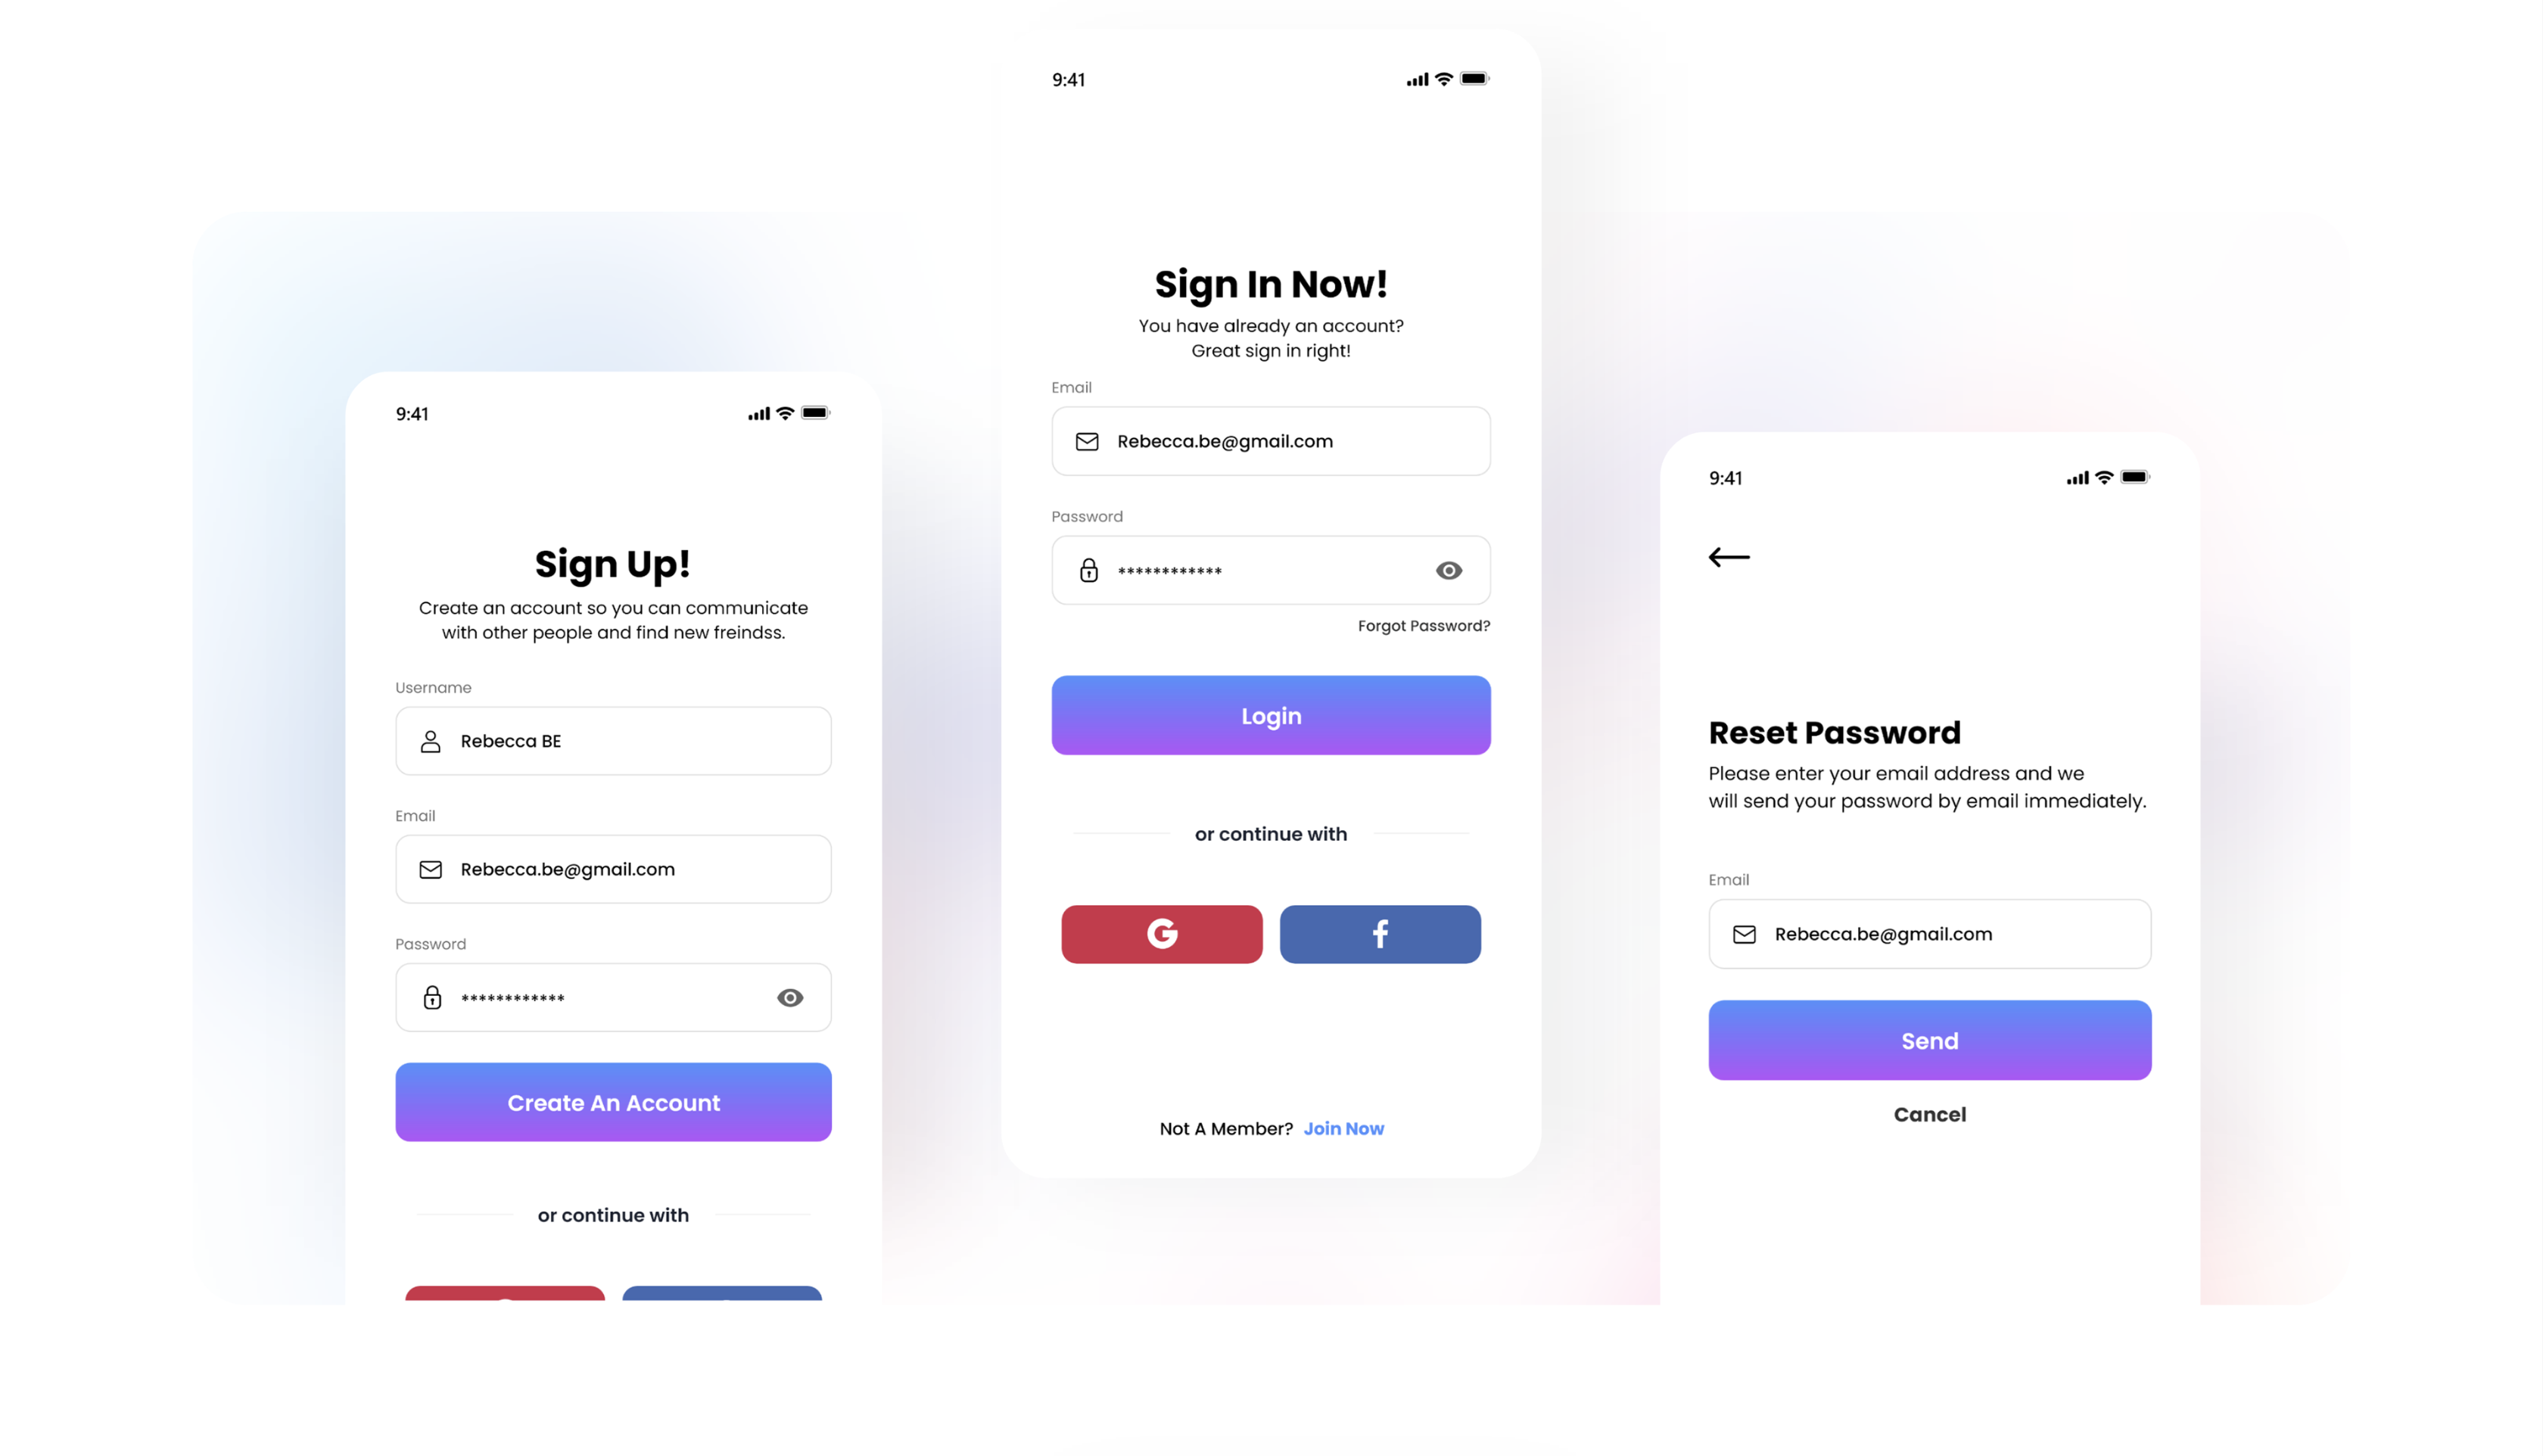 9:41
Sign Up!
Create an account so you can communicate
with other people and find new freindss.
Username
Rebecca BE
Email
Rebecca.be@gmail.com
Password
************
Create An Account
or continue with
9:41
Sign In Now!
You have already an account?
Great sign in right!
Email
Rebecca.be@gmail.com
Password
************
Forgot Password?
Login
or continue with
G f
Not A Member? Join Now
9:41
Reset Password
Please enter your email address and we
will send your password by email immediately.
Email
Rebecca.be@gmail.com
Send
Cancel